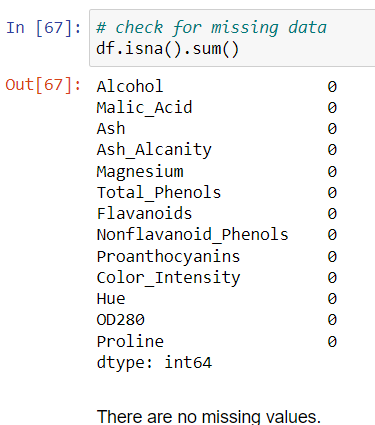 In [67]: # check for missing data
df.isna().sum()
Out[67]: Alcohol 0
Malic_Acid 0
Ash 0
Ash_Alcanity 0
Magnesium 0
Total_Phenols 0
Flavanoids 0
Nonflavanoid_Phenols 0
Proanthocyanins 0
Color_Intensity 0
Hue 0
OD280 0
Proline 0
dtype: int64
There are no missing values.